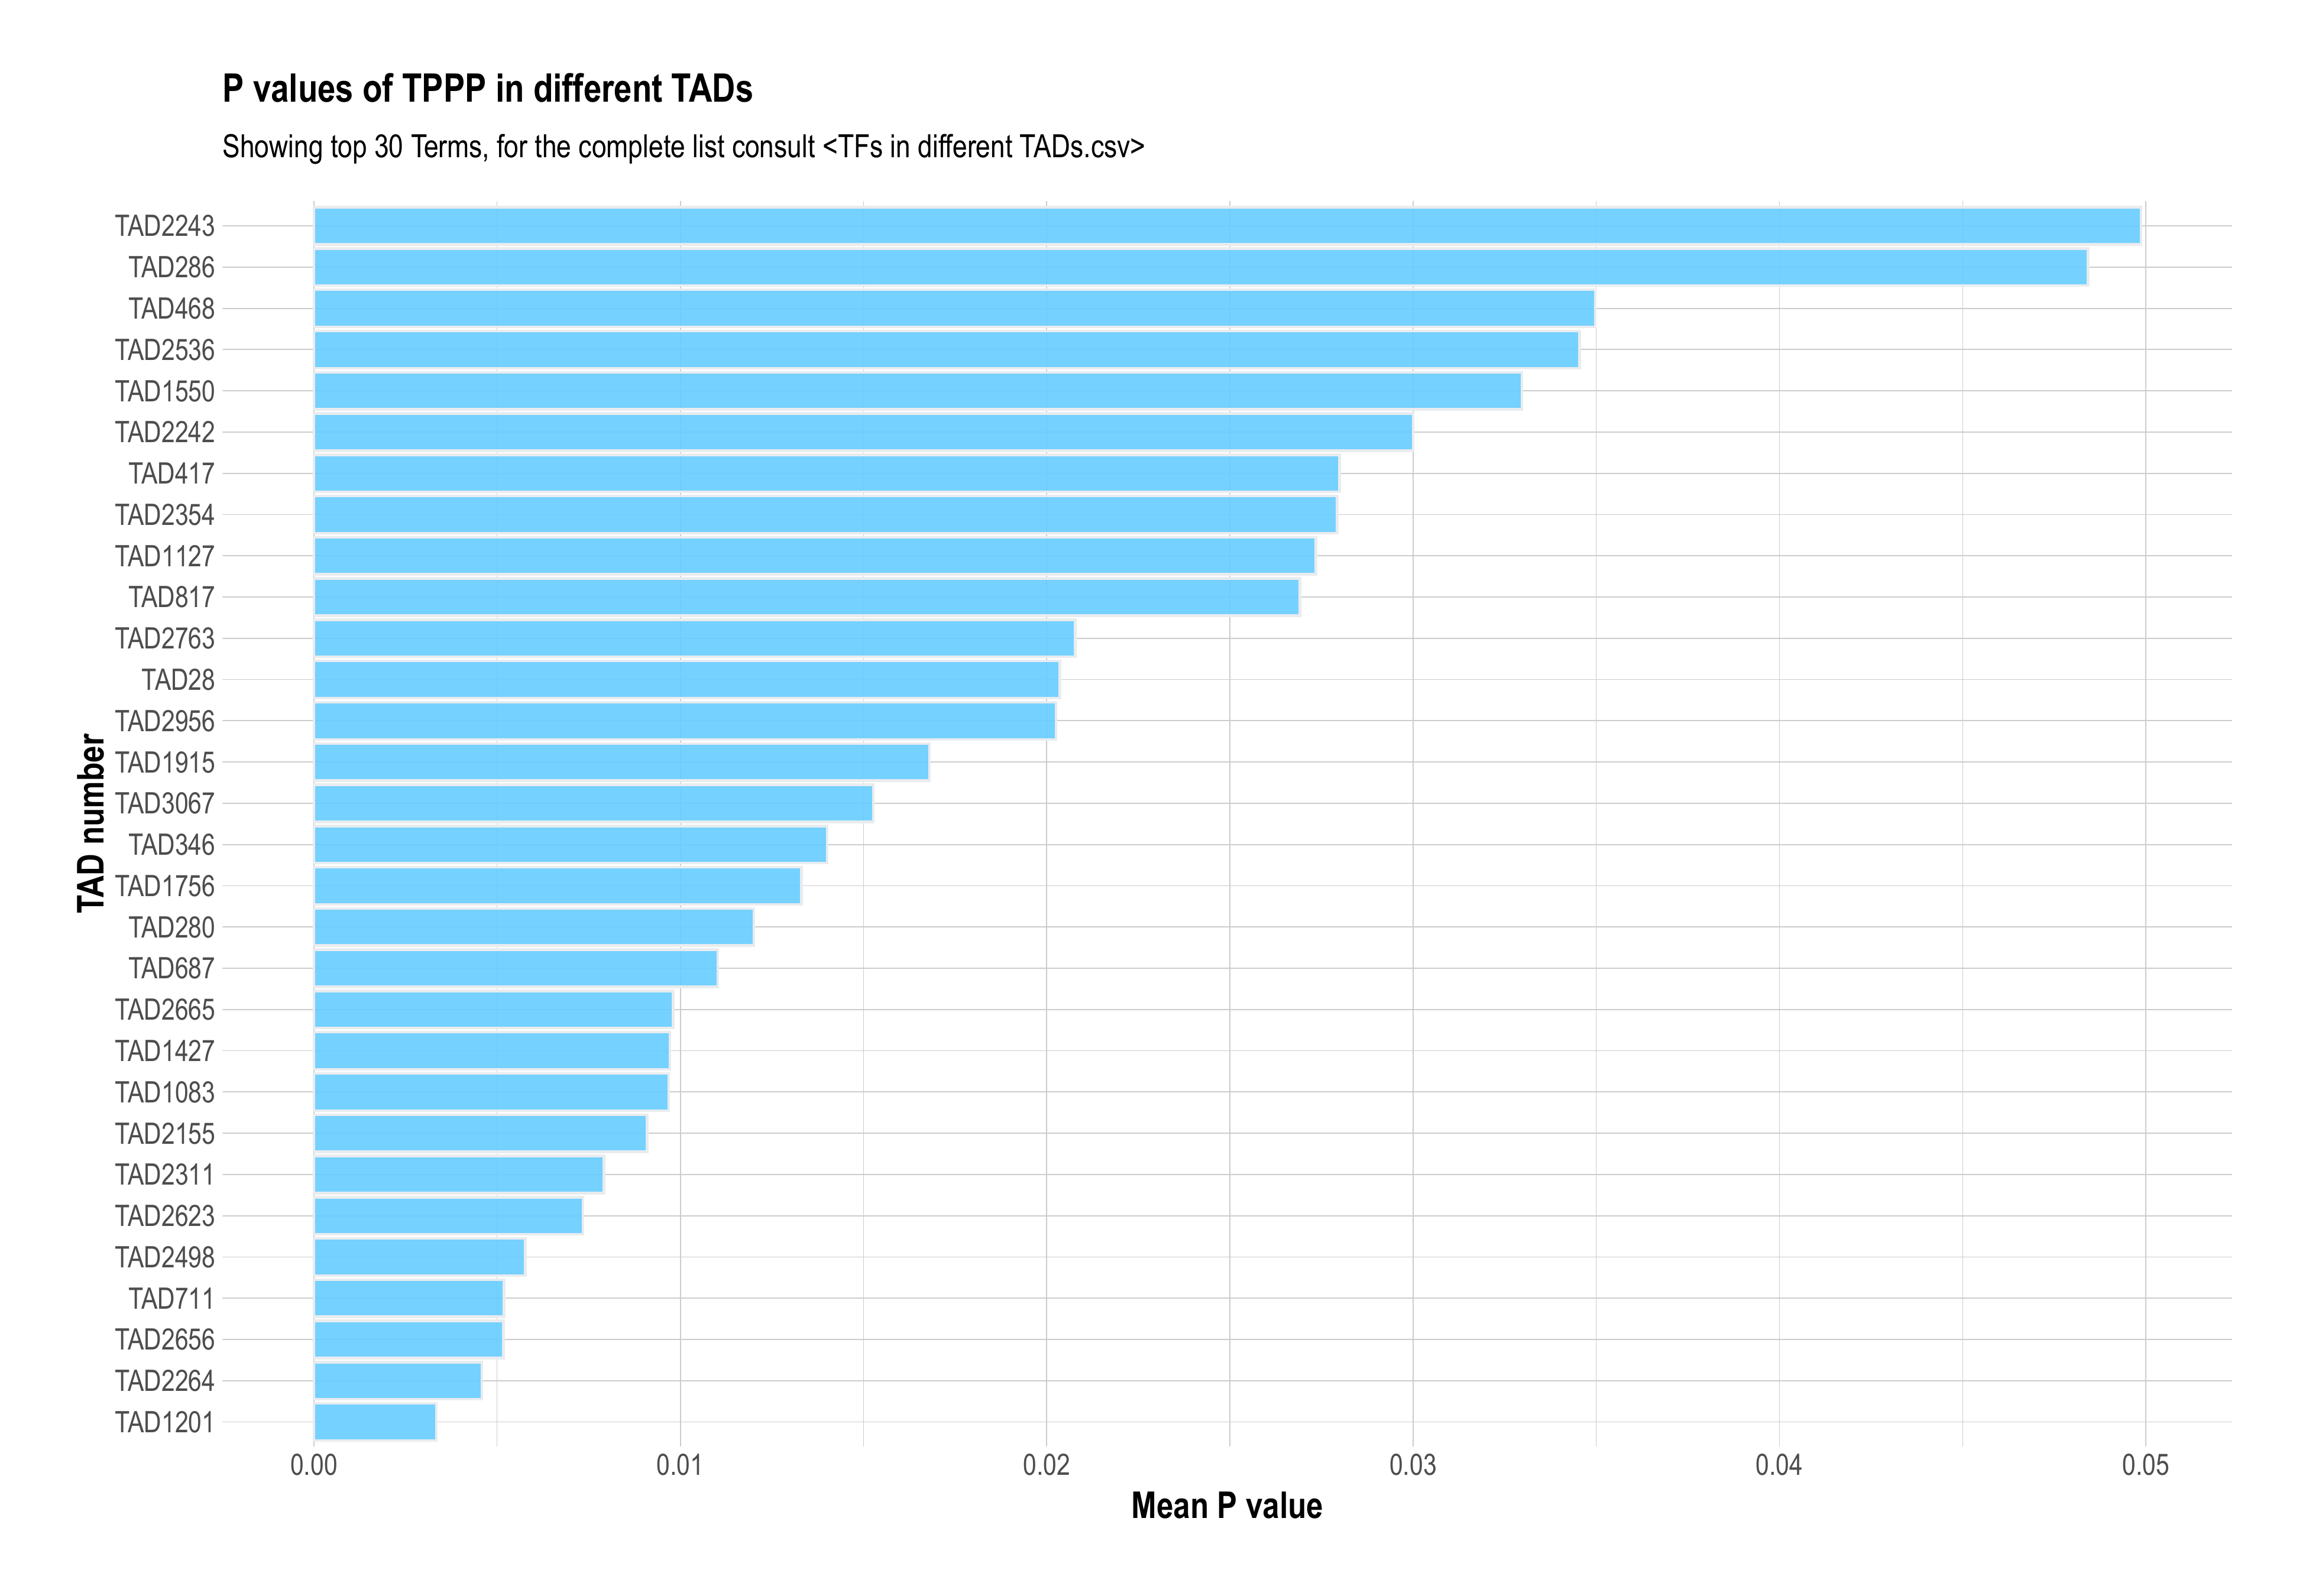 P values of TPPP in different TADs
Showing top 30 Terms, for the complete list consult <TFs in different TADs.csv>
TAD number
TAD2243
TAD286
TAD468
TAD2536
TAD1550
TAD2242
TAD417
TAD2354
TAD1127
TAD817
TAD2763
TAD28
TAD2956
TAD1915
TAD3067
TAD346
TAD1756
TAD280
TAD687
TAD2665
TAD1427
TAD1083
TAD2155
TAD2311
TAD2623
TAD2498
TAD711
TAD2656
TAD2264
TAD1201
0.00 0.01 0.02 0.03 0.04 0.05
Mean P value